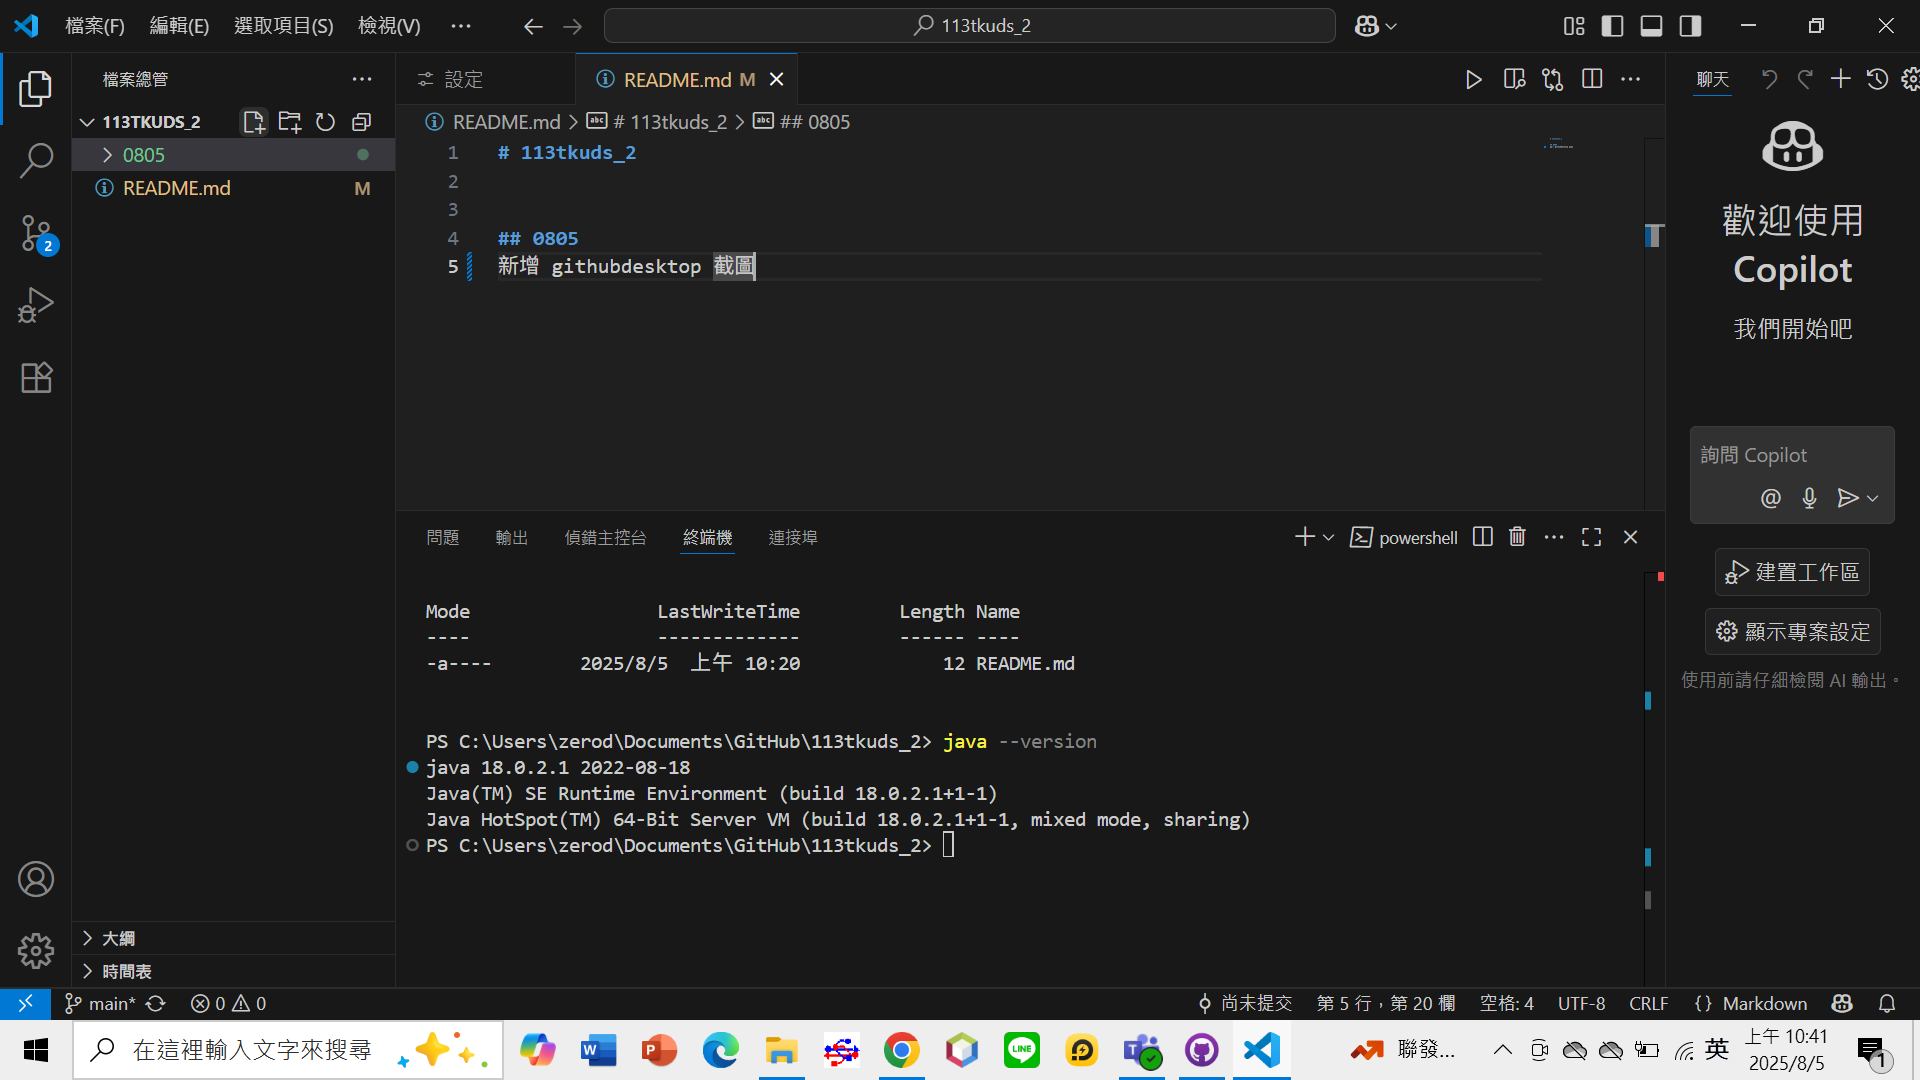 檔案(F) 編輯(E) 選取項目(S) 檢視(V) ··· 113tkuds_2
檔案總管
113TKUDS_2
0805
README.md M
設定 README.md M
README.md > # 113tkuds_2 > ## 0805
1 # 113tkuds_2
2
3
4 ## 0805
5 新增 githubdesktop 截圖
問題 輸出 偵錯主控台 終端機 連接埠 powershell
Mode LastWriteTime Length Name
---- ------------- ------ ----
-a---- 2025/8/5 上午 10:20 12 README.md
PS C:\Users\zerod\Documents\GitHub\113tkuds_2> java --version
java 18.0.2.1 2022-08-18
Java(TM) SE Runtime Environment (build 18.0.2.1+1-1)
Java HotSpot(TM) 64-Bit Server VM (build 18.0.2.1+1-1, mixed mode, sharing)
PS C:\Users\zerod\Documents\GitHub\113tkuds_2>
聊天
歡迎使用
Copilot
我們開始吧
詢問 Copilot
建置工作區
顯示專案設定
使用前請仔細檢閱 AI 輸出。
2
大綱
時間表
main* 0 0 尚未提交 第 5 行，第 20 欄 空格: 4 UTF-8 CRLF {} Markdown
在這裡輸入文字來搜尋 聯發... 英 上午 10:41
2025/8/5
1